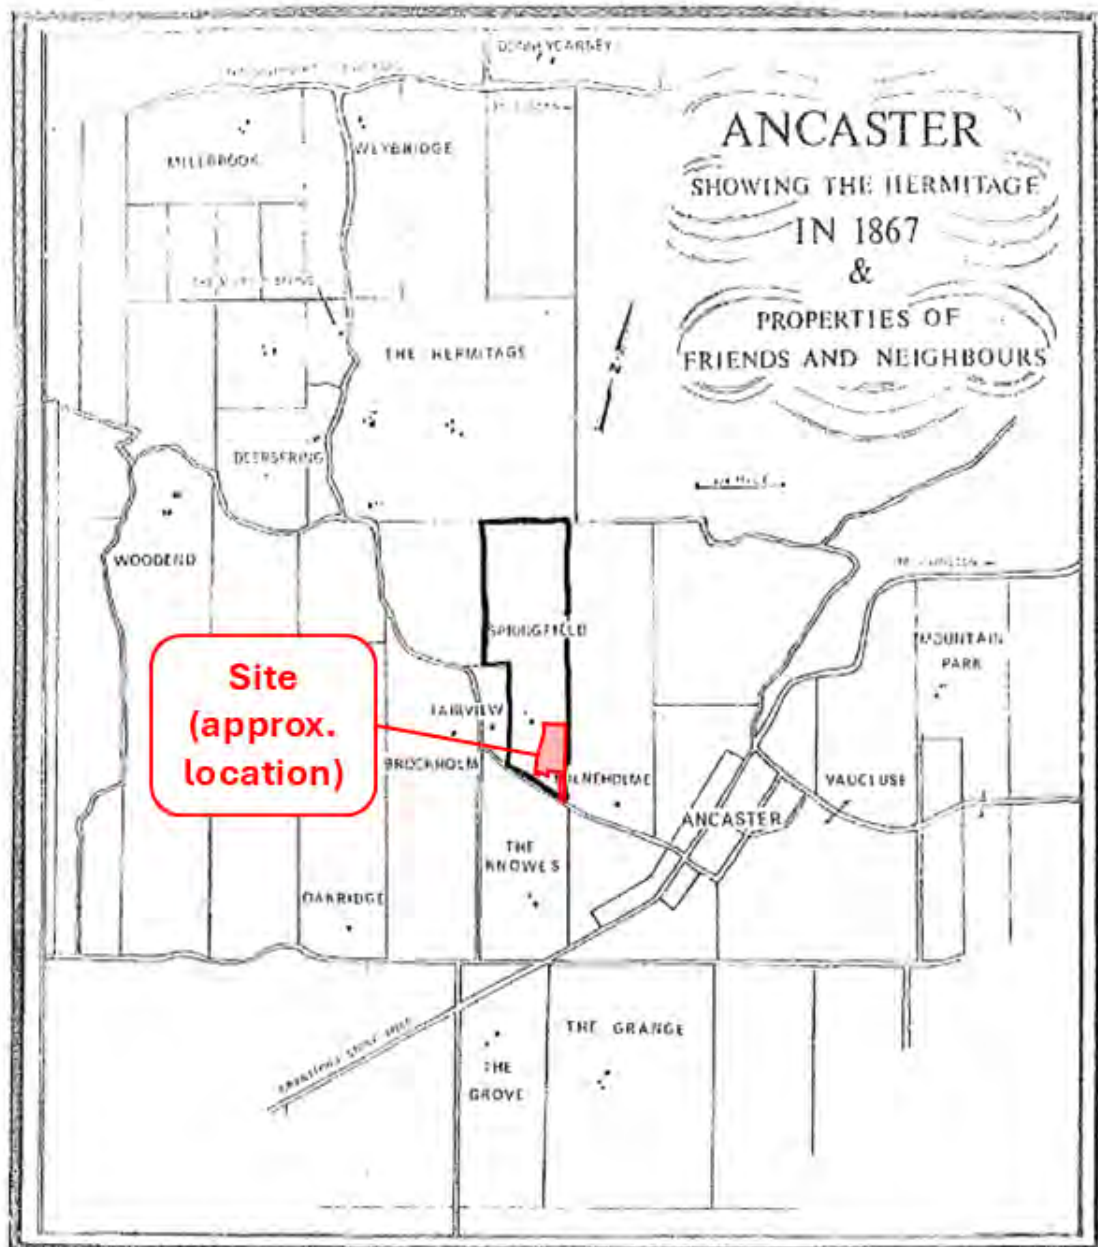 ANCASTER
SHOWING THE HERMITAGE
IN 1867
&
PROPERTIES OF
FRIENDS AND NEIGHBOURS
MILLBROOK
WEYBRIDGE
THE HERMITAGE
N
DEERSPRING
WOODEND
SPRINGFIELD
MOUNTAIN
PARK
Site
(approx.
location)
FAIRVIEW
BROCKHOLM
VAUCLUSE
ANCASTER
THE
KNOWES
OAKRIDGE
THE GRANGE
THE
GROVE